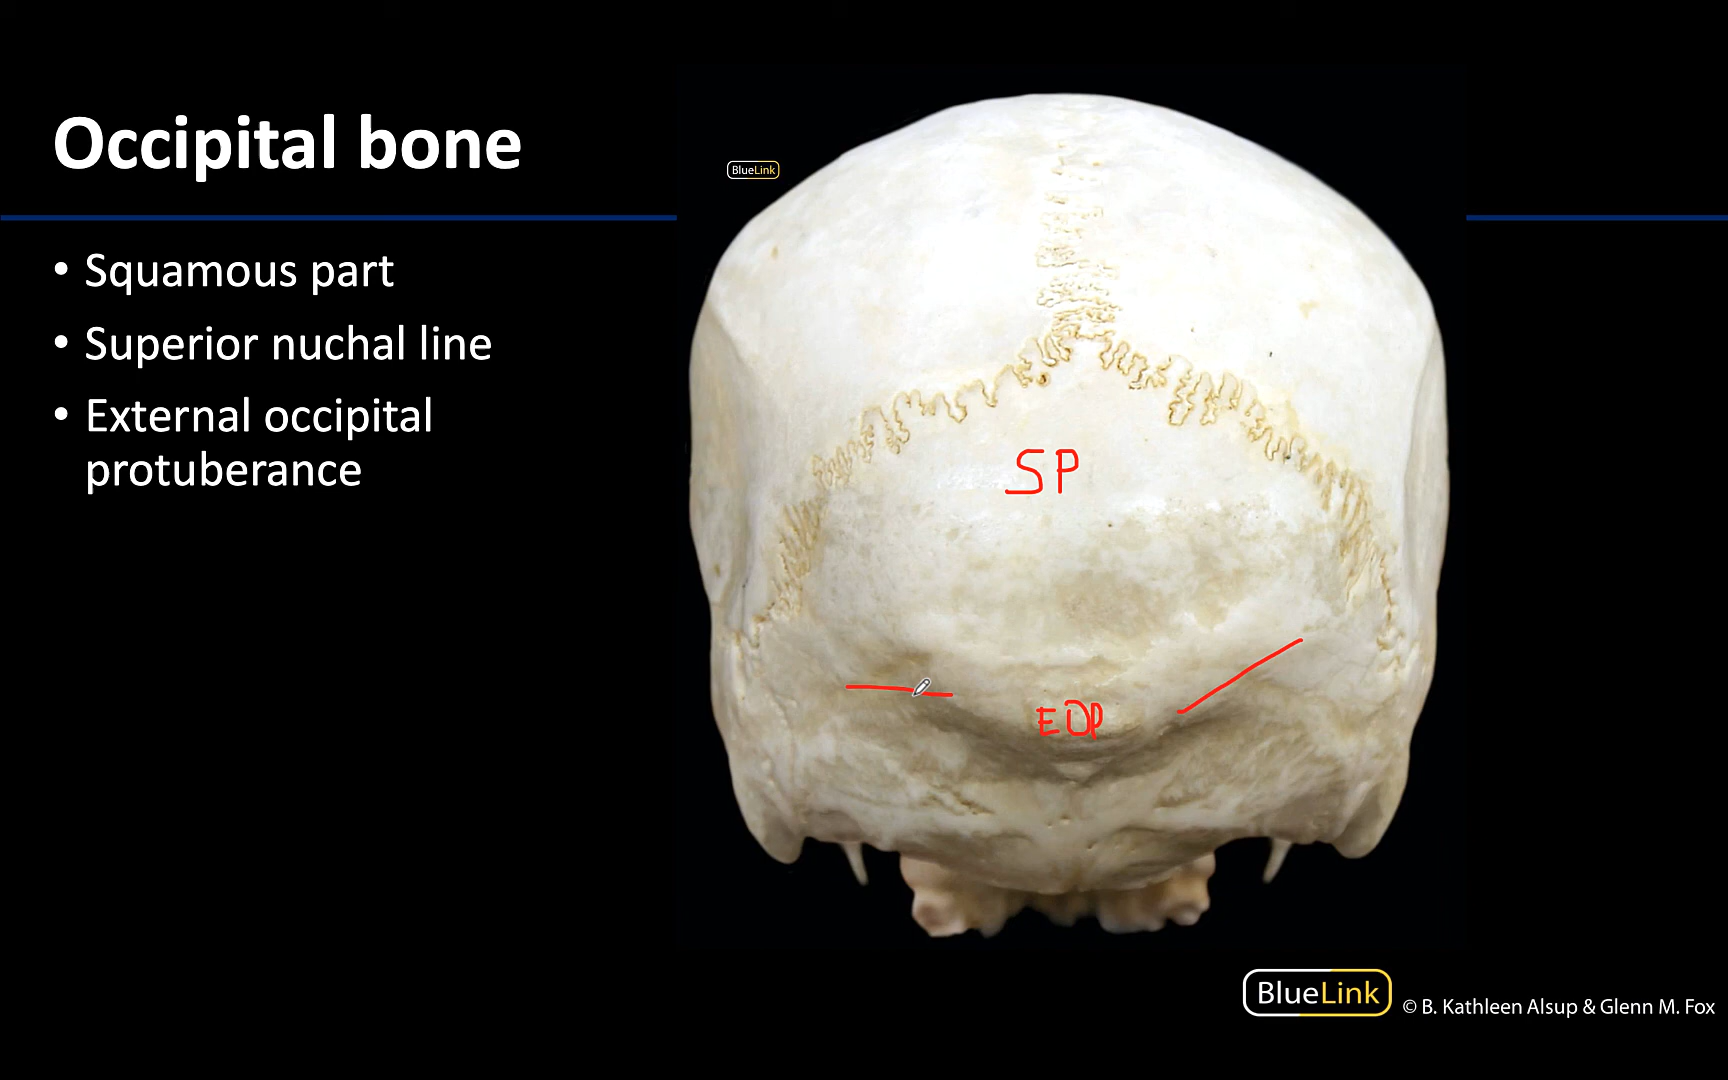 Occipital bone
BlueLink
• Squamous part
• Superior nuchal line
• External occipital
protuberance
SP
EOP
BlueLink
© B. Kathleen Alsup & Glenn M. Fox